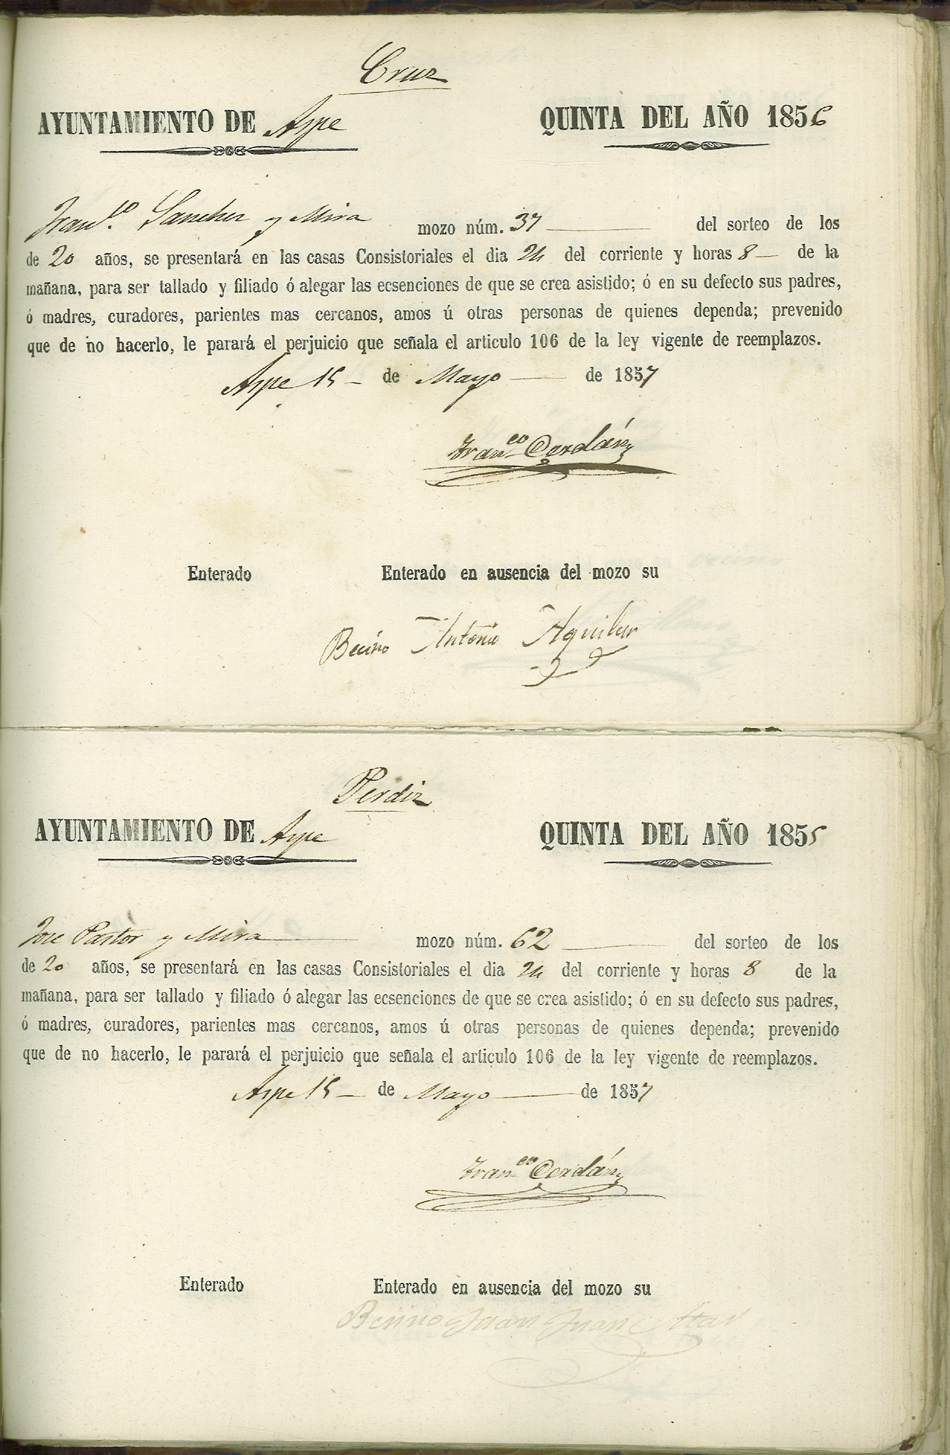 Cruz
AYUNTAMIENTO DE Aspe QUINTA DEL AÑO 1856
Franco. Sanchez y Mira mozo núm. 37 del sorteo de los
de 20 años, se presentará en las casas Consistoriales el dia 24 del corriente y horas 8 de la
mañana, para ser tallado y filiado ó alegar las ecsenciones de que se crea asistido; ó en su defecto sus padres,
ó madres, curadores, parientes mas cercanos, amos ú otras personas de quienes dependa; prevenido
que de no hacerlo, le parará el perjuicio que señala el articulo 106 de la ley vigente de reemplazos.
Aspe 15 de Mayo de 1857
Franco Cerdán
Enterado Enterado en ausencia del mozo su
Becino Antonio Aguilar
Perdiz
AYUNTAMIENTO DE Aspe QUINTA DEL AÑO 1855
Jose Pastor y Mira mozo núm. 62 del sorteo de los
de 20 años, se presentará en las casas Consistoriales el dia 24 del corriente y horas 8 de la
mañana, para ser tallado y filiado ó alegar las ecsenciones de que se crea asistido; ó en su defecto sus padres,
ó madres, curadores, parientes mas cercanos, amos ú otras personas de quienes dependa; prevenido
que de no hacerlo, le parará el perjuicio que señala el articulo 106 de la ley vigente de reemplazos.
Aspe 15 de Mayo de 1857
Franco Cerdán
Enterado Enterado en ausencia del mozo su